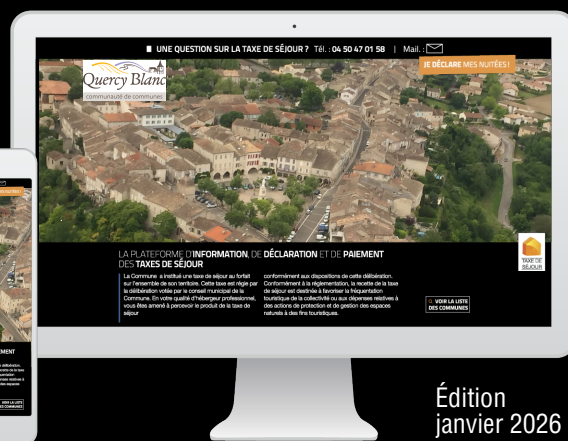 UNE QUESTION SUR LA TAXE DE SÉJOUR ? Tél. : 04 50 47 01 58 | Mail. :
JE DÉCLARE MES NUITÉES !
Quercy Blanc
communauté de communes
LA PLATEFORME D'INFORMATION, DE DÉCLARATION ET DE PAIEMENT
DES TAXES DE SÉJOUR
La Commune a institué une taxe de séjour au forfait
sur l'ensemble de son territoire. Cette taxe est régie par
la délibération votée par le conseil municipal de la
Commune. En votre qualité d'hébergeur professionnel,
vous êtes amené à percevoir le produit de la taxe de
séjour
conformément aux dispositions de cette délibération.
Conformément à la réglementation, la recette de la taxe
de séjour est destinée à favoriser la fréquentation
touristique de la collectivité ou aux dépenses relatives à
des actions de protection et de gestion des espaces
naturels à des fins touristiques.
TAXE DE
SÉJOUR
VOIR LA LISTE
DES COMMUNES
EMENT
VOIR LA LISTE
DES COMMUNES
Édition
janvier 2026